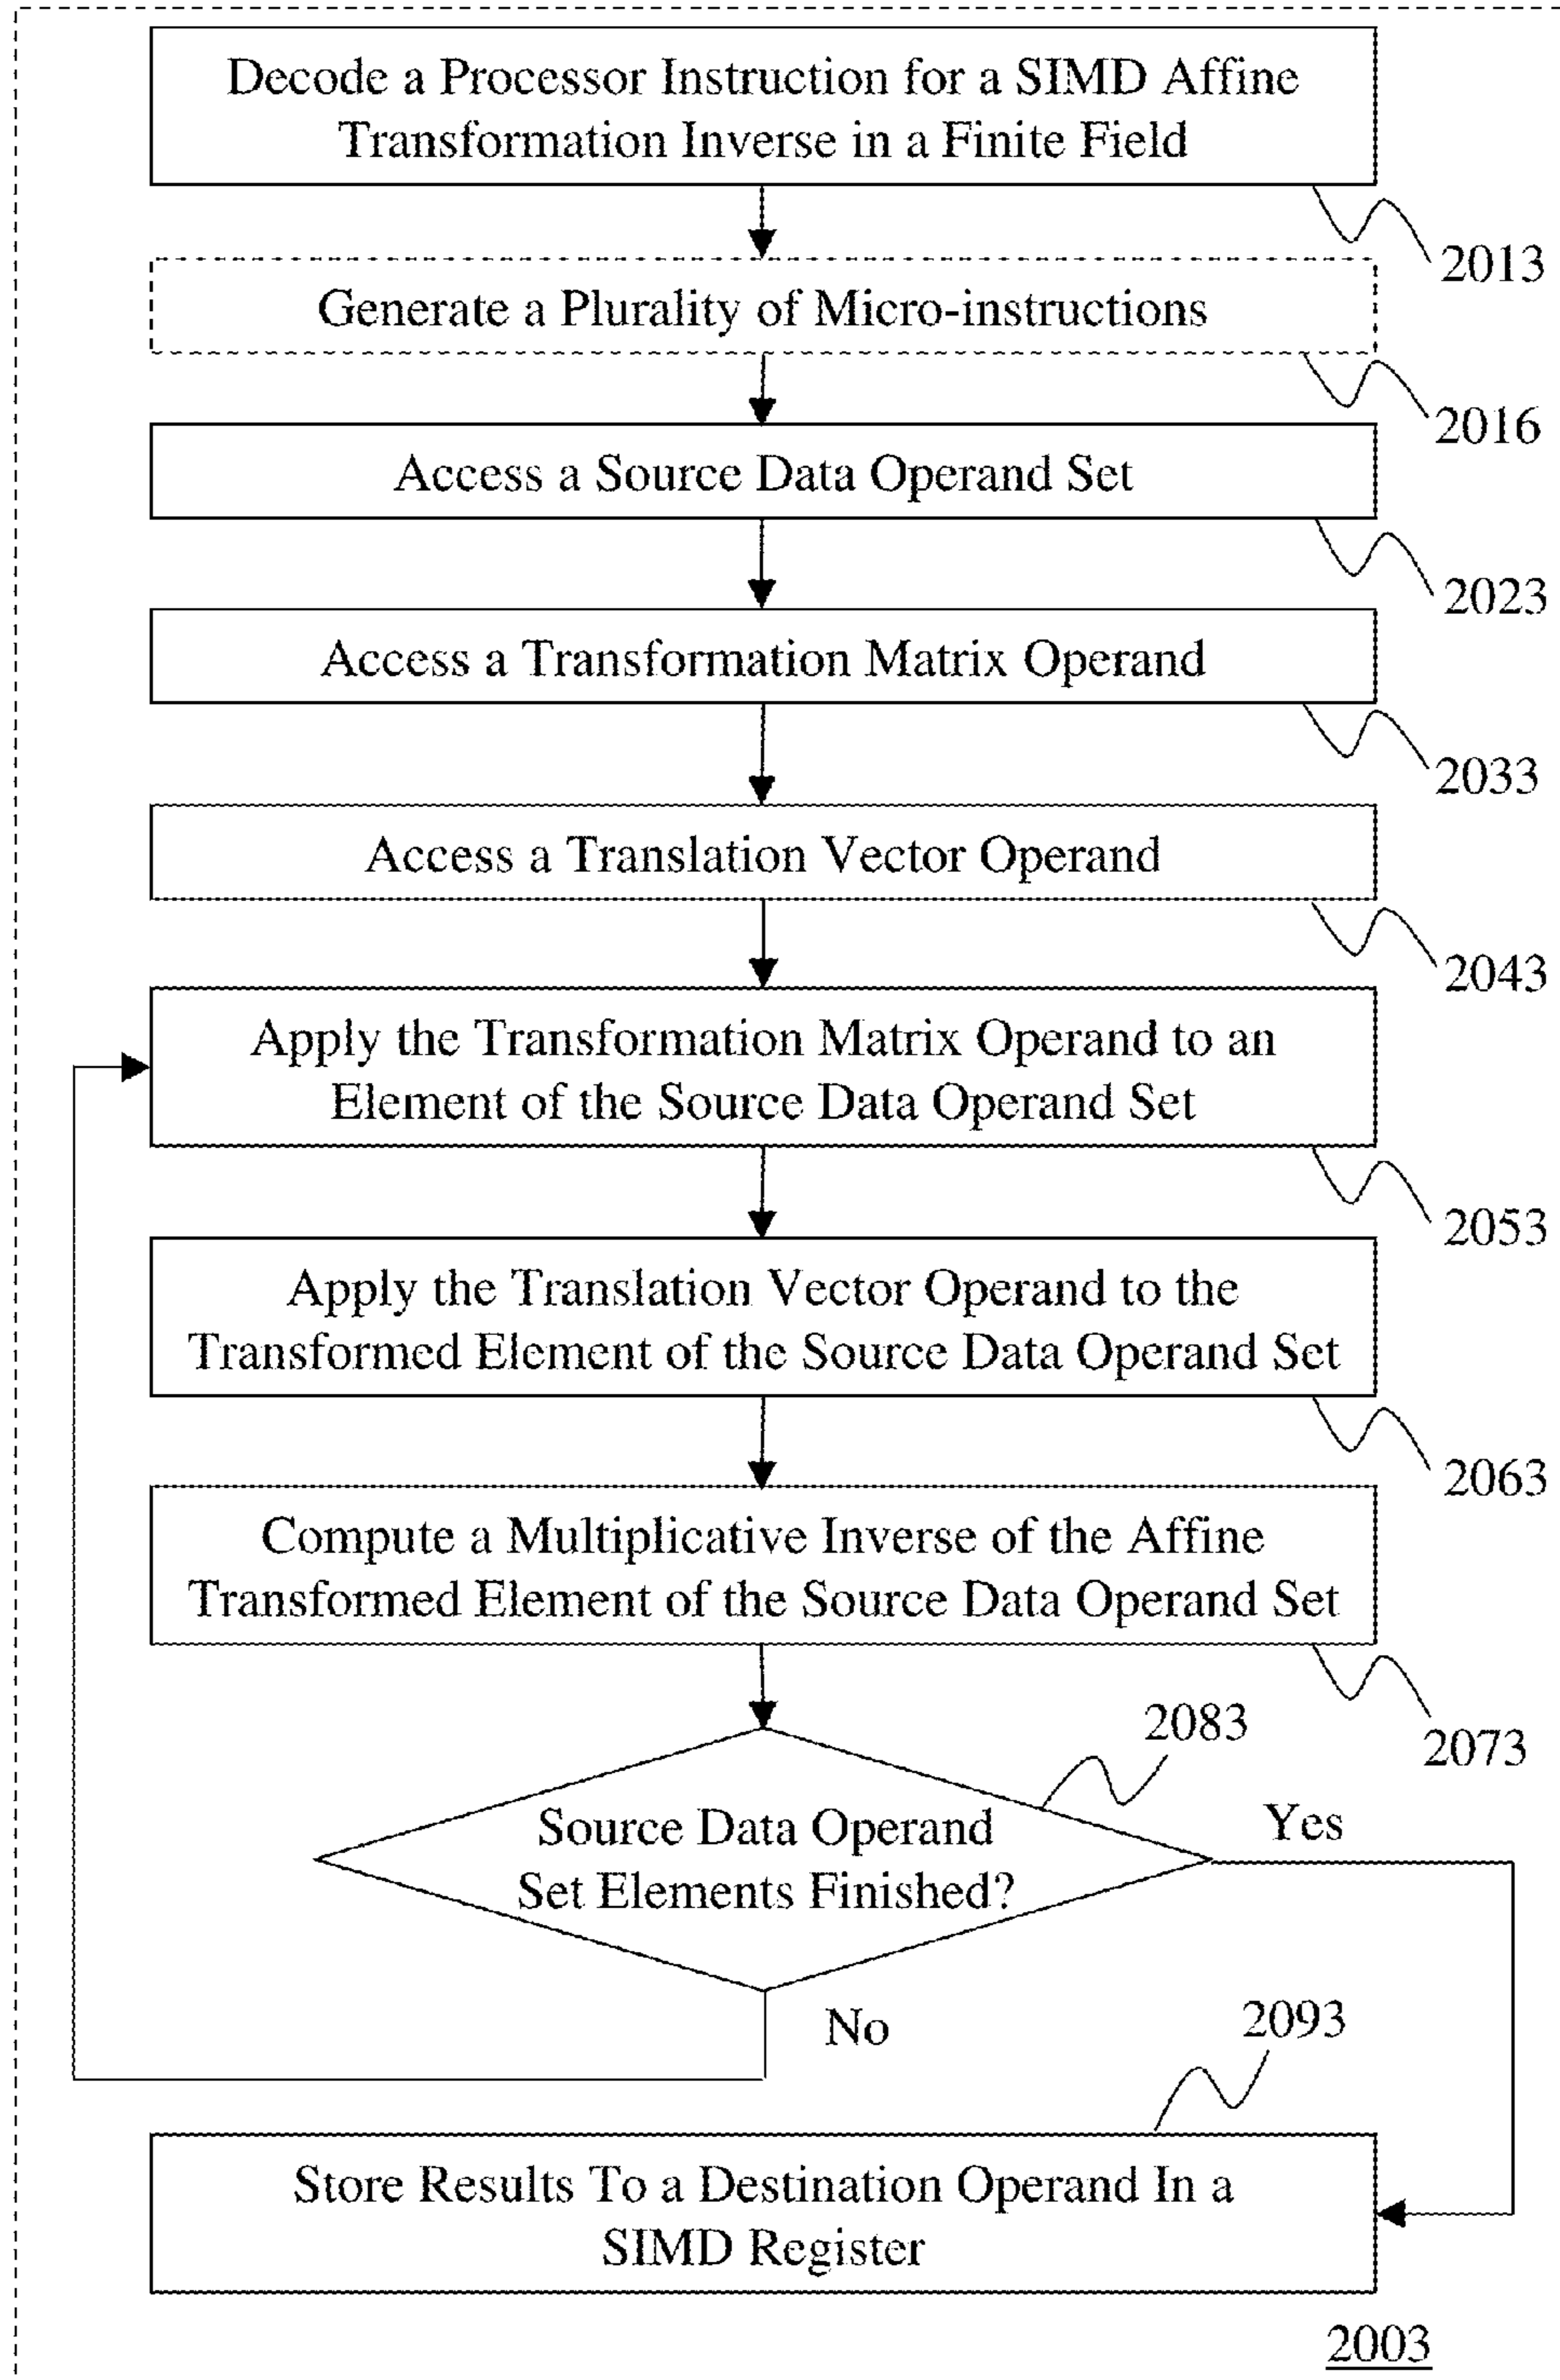 Decode a Processor Instruction for a SIMD Affine
Transformation Inverse in a Finite Field
2013
Generate a Plurality of Micro-instructions
2016
Access a Source Data Operand Set
2023
Access a Transformation Matrix Operand
2033
Access a Translation Vector Operand
2043
Apply the Transformation Matrix Operand to an
Element of the Source Data Operand Set
2053
Apply the Translation Vector Operand to the
Transformed Element of the Source Data Operand Set
2063
Compute a Multiplicative Inverse of the Affine
Transformed Element of the Source Data Operand Set
2073
2083
Source Data Operand
Set Elements Finished?
Yes
No
2093
Store Results To a Destination Operand In a
SIMD Register
2003